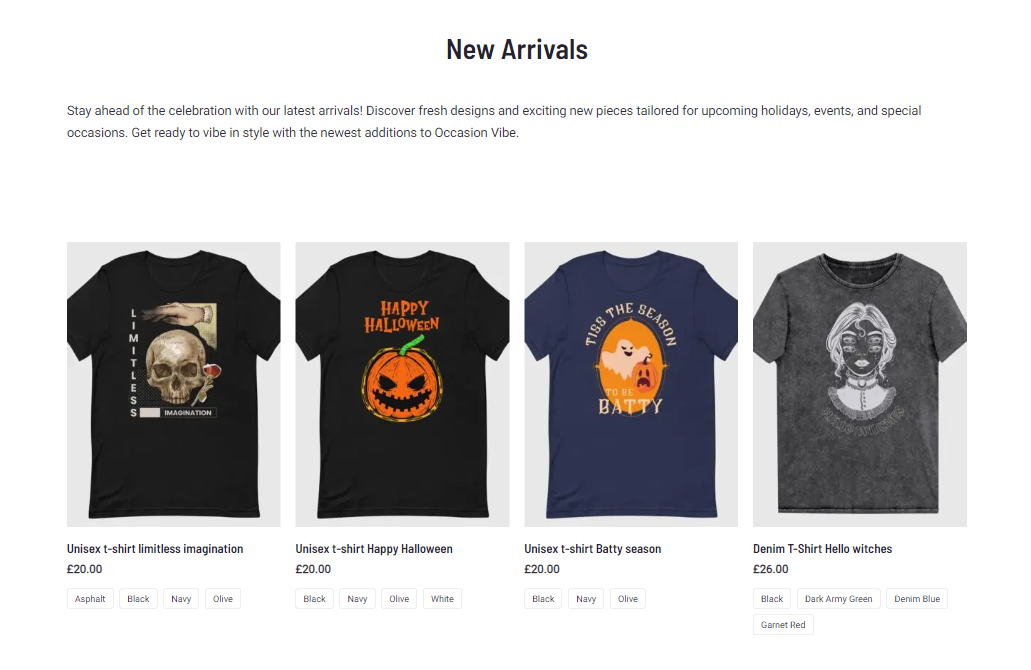 New Arrivals
Stay ahead of the celebration with our latest arrivals! Discover fresh designs and exciting new pieces tailored for upcoming holidays, events, and special
occasions. Get ready to vibe in style with the newest additions to Occasion Vibe.
LIMITLESS
IMAGINATION
HAPPY
HALLOWEEN
TISS THE SEASON
TO BE
BATTY
Unisex t-shirt limitless imagination
£20.00
Asphalt Black Navy Olive
Unisex t-shirt Happy Halloween
£20.00
Black Navy Olive White
Unisex t-shirt Batty season
£20.00
Black Navy Olive
Denim T-Shirt Hello witches
£26.00
Black Dark Army Green Denim Blue
Garnet Red